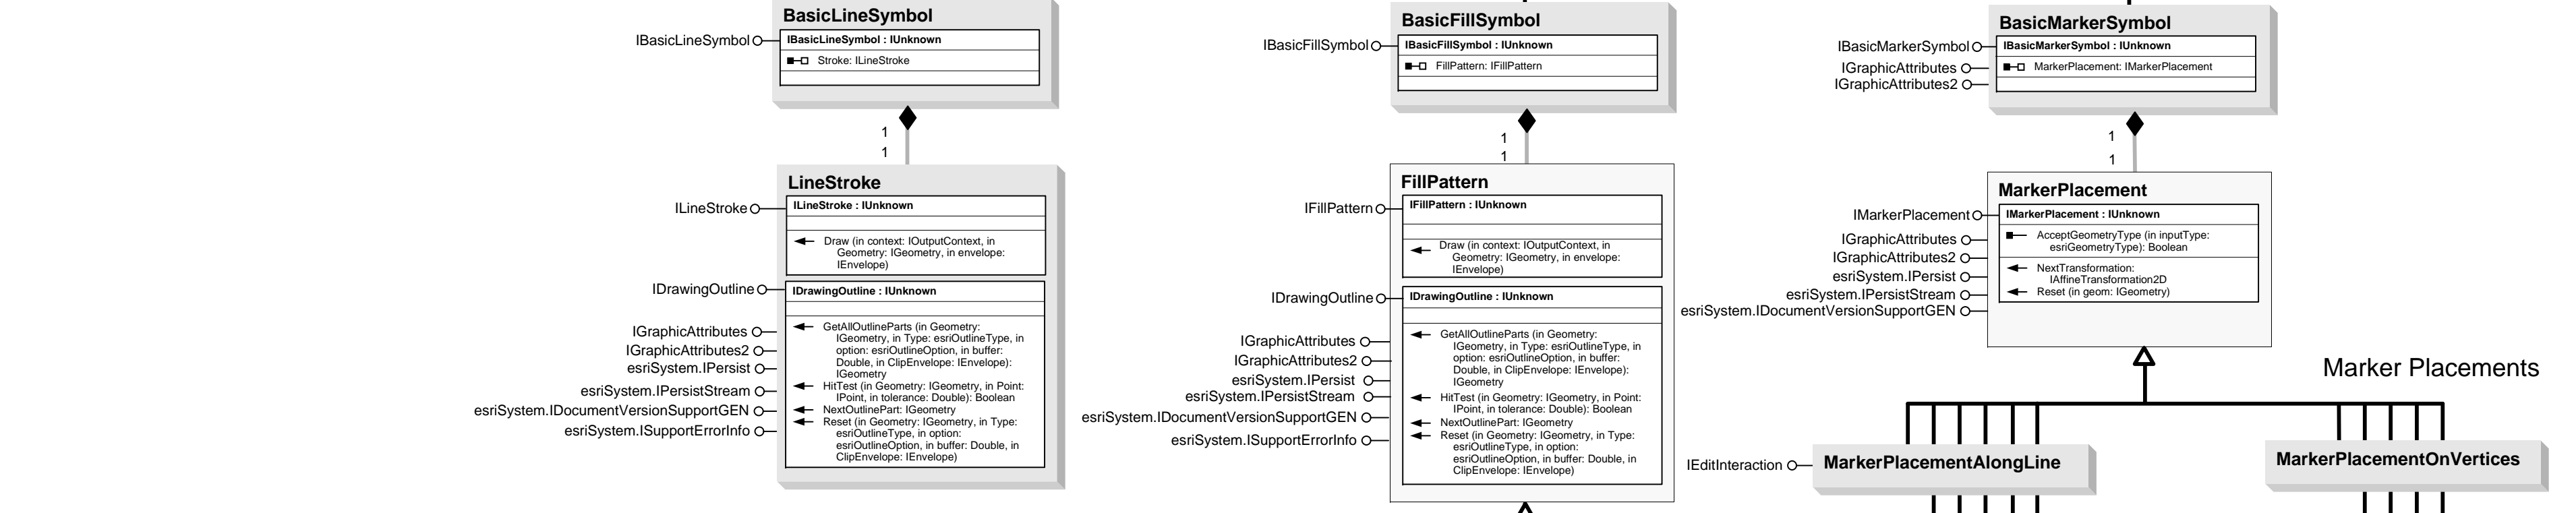 BasicLineSymbol
IBasicLineSymbol
IBasicLineSymbol : IUnknown
Stroke: ILineStroke
1
1
LineStroke
ILineStroke
ILineStroke : IUnknown
Draw (in context: IOutputContext, in
Geometry: IGeometry, in envelope:
IEnvelope)
IDrawingOutline
IDrawingOutline : IUnknown
IGraphicAttributes
IGraphicAttributes2
esriSystem.IPersist
esriSystem.IPersistStream
esriSystem.IDocumentVersionSupportGEN
esriSystem.ISupportErrorInfo
GetAllOutlineParts (in Geometry:
IGeometry, in Type: esriOutlineType, in
option: esriOutlineOption, in buffer:
Double, in ClipEnvelope: IEnvelope):
IGeometry
HitTest (in Geometry: IGeometry, in Point:
IPoint, in tolerance: Double): Boolean
NextOutlinePart: IGeometry
Reset (in Geometry: IGeometry, in Type:
esriOutlineType, in option:
esriOutlineOption, in buffer: Double, in
ClipEnvelope: IEnvelope)
BasicFillSymbol
IBasicFillSymbol
IBasicFillSymbol : IUnknown
FillPattern: IFillPattern
1
1
FillPattern
IFillPattern
IFillPattern : IUnknown
Draw (in context: IOutputContext, in
Geometry: IGeometry, in envelope:
IEnvelope)
IDrawingOutline
IDrawingOutline : IUnknown
IGraphicAttributes
IGraphicAttributes2
esriSystem.IPersist
esriSystem.IPersistStream
esriSystem.IDocumentVersionSupportGEN
esriSystem.ISupportErrorInfo
GetAllOutlineParts (in Geometry:
IGeometry, in Type: esriOutlineType, in
option: esriOutlineOption, in buffer:
Double, in ClipEnvelope: IEnvelope):
IGeometry
HitTest (in Geometry: IGeometry, in Point:
IPoint, in tolerance: Double): Boolean
NextOutlinePart: IGeometry
Reset (in Geometry: IGeometry, in Type:
esriOutlineType, in option:
esriOutlineOption, in buffer: Double, in
ClipEnvelope: IEnvelope)
BasicMarkerSymbol
IBasicMarkerSymbol
IGraphicAttributes
IGraphicAttributes2
IBasicMarkerSymbol : IUnknown
MarkerPlacement: IMarkerPlacement
1
1
MarkerPlacement
IMarkerPlacement
IGraphicAttributes
IGraphicAttributes2
esriSystem.IPersist
esriSystem.IPersistStream
esriSystem.IDocumentVersionSupportGEN
IMarkerPlacement : IUnknown
AcceptGeometryType (in inputType:
esriGeometryType): Boolean
NextTransformation:
IAffineTransformation2D
Reset (in geom: IGeometry)
Marker Placements
IEditInteraction
MarkerPlacementAlongLine
MarkerPlacementOnVertices